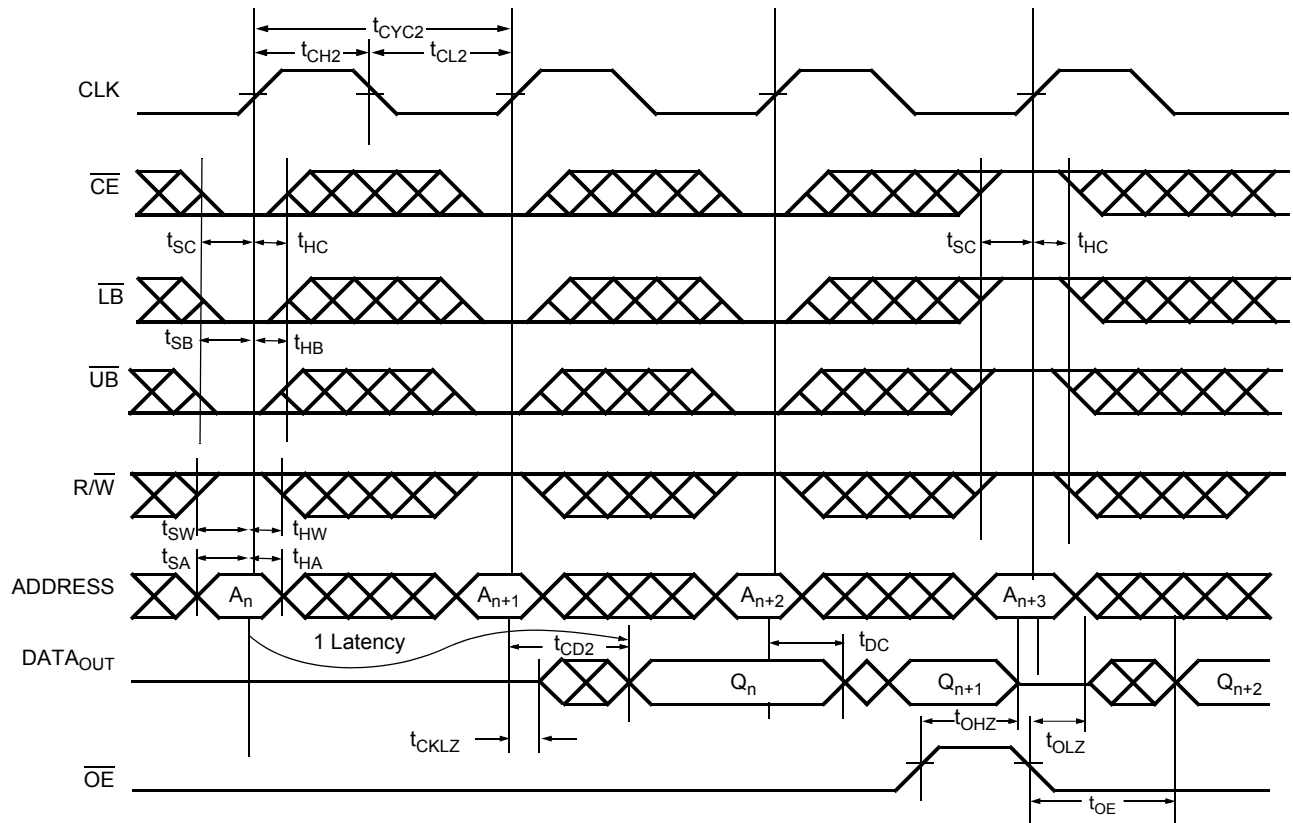 tCYC2
tCH2
tCL2
CLK
CE
tSC
tHC
tSC
tHC
LB
tSB
tHB
UB
R/W
tSW
tHW
tSA
tHA
ADDRESS
An
An+1
An+2
An+3
1 Latency
tCD2
tDC
DATAOUT
Qn
Qn+1
Qn+2
tOHZ
tOLZ
tCKLZ
OE
tOE